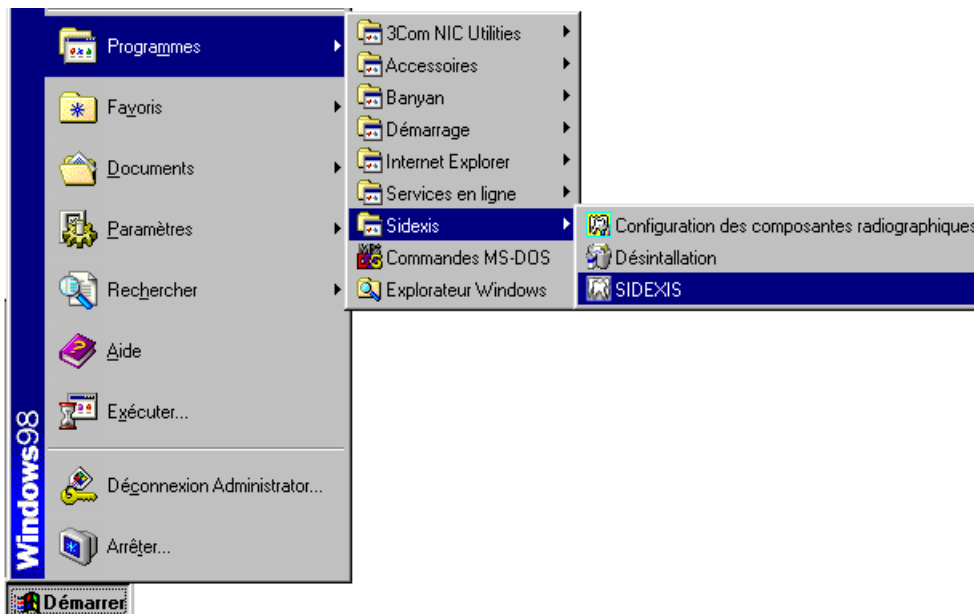 Programmes
Favoris
Documents
Paramètres
Rechercher
Aide
Exécuter...
Déconnexion Administrator...
Arrêter...
Windows98
Démarrer
3Com NIC Utilities
Accessoires
Banyan
Démarrage
Internet Explorer
Services en ligne
Sidexis
Commandes MS-DOS
Explorateur Windows
Configuration des composantes radiographiques
Désintallation
SIDEXIS